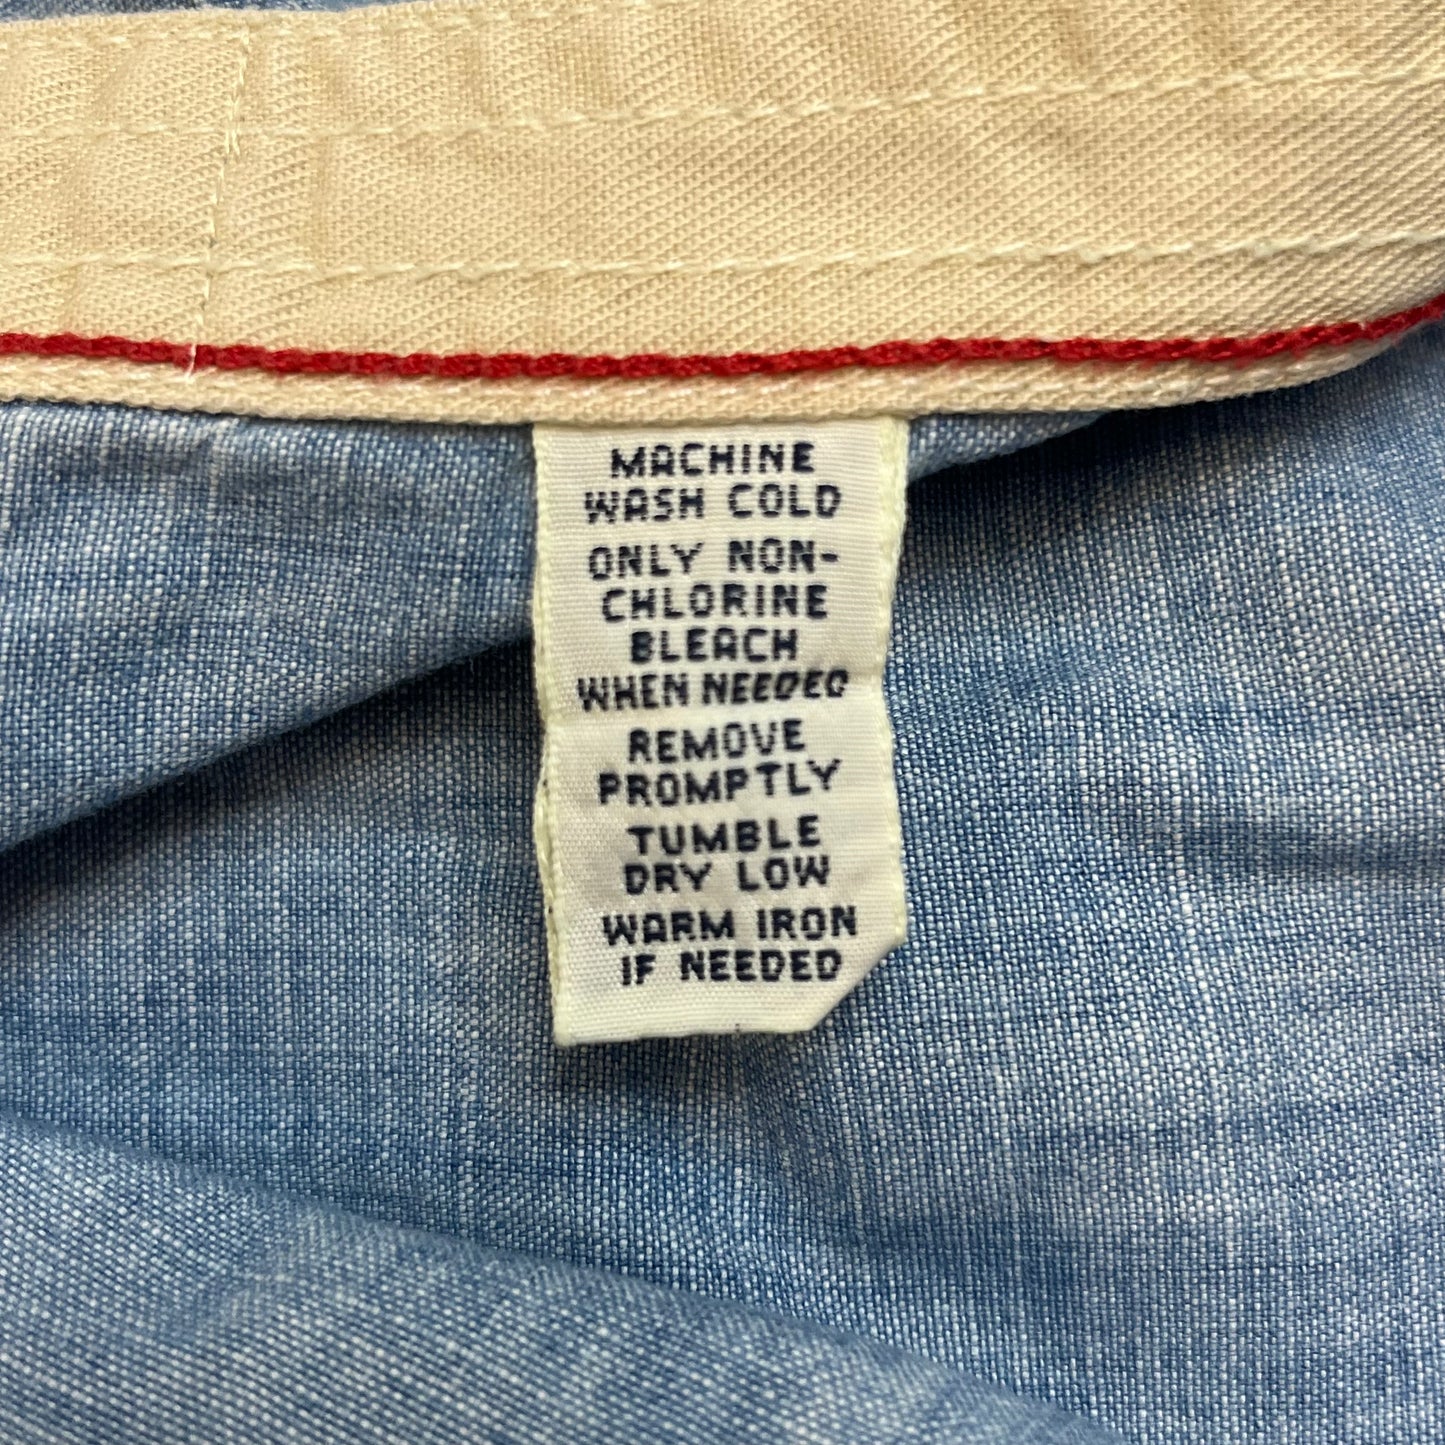 MACHINE
WASH COLD
ONLY NON-
CHLORINE
BLEACH
WHEN NEEDED
REMOVE
PROMPTLY
TUMBLE
DRY LOW
WARM IRON
IF NEEDED